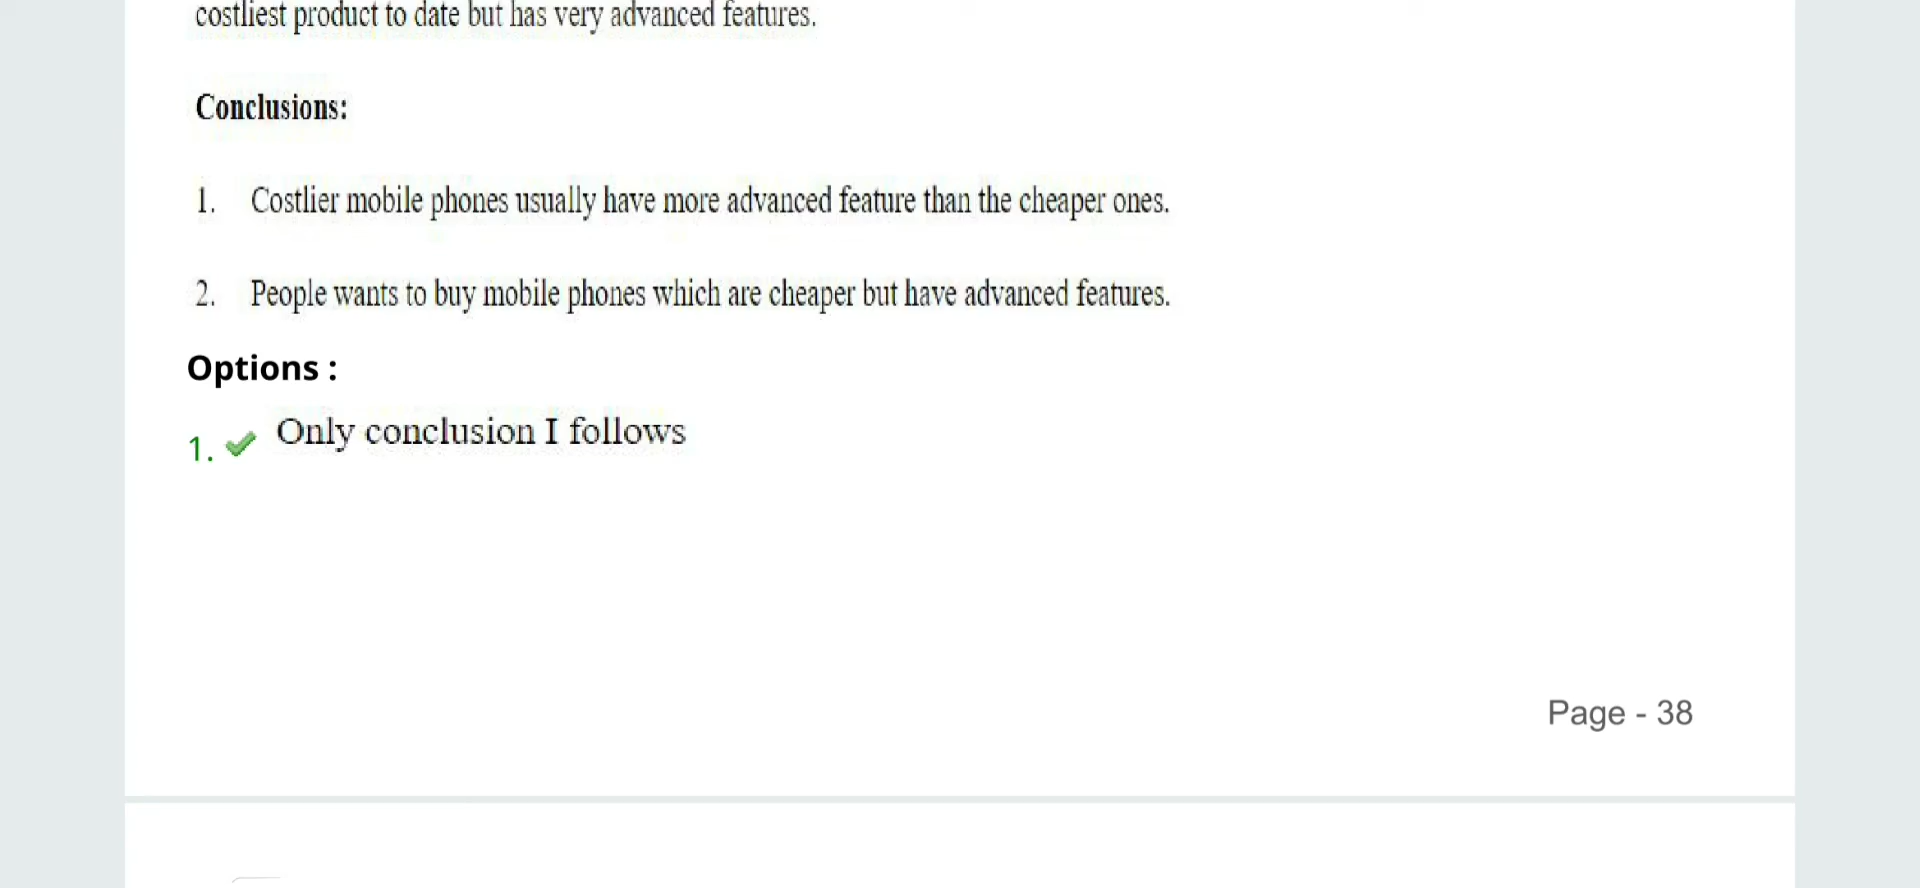 costliest product to date but has very advanced features.
Conclusions:
1. Costlier mobile phones usually have more advanced feature than the cheaper ones.
2. People wants to buy mobile phones which are cheaper but have advanced features.
Options :
1. Only conclusion I follows
Page - 38